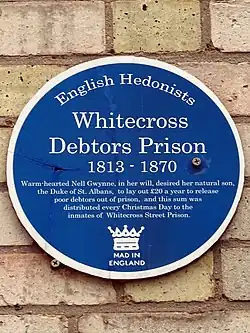 English Hedonists
Whitecross
Debtors Prison
1813 - 1870
Warm-hearted Nell Gwynne, in her will, desired her natural son,
the Duke of St. Albans, to lay out £20 a year to release
poor debtors out of prison, and this sum was
distributed every Christmas Day to the
inmates of Whitecross Street Prison.
MAD IN
ENGLAND